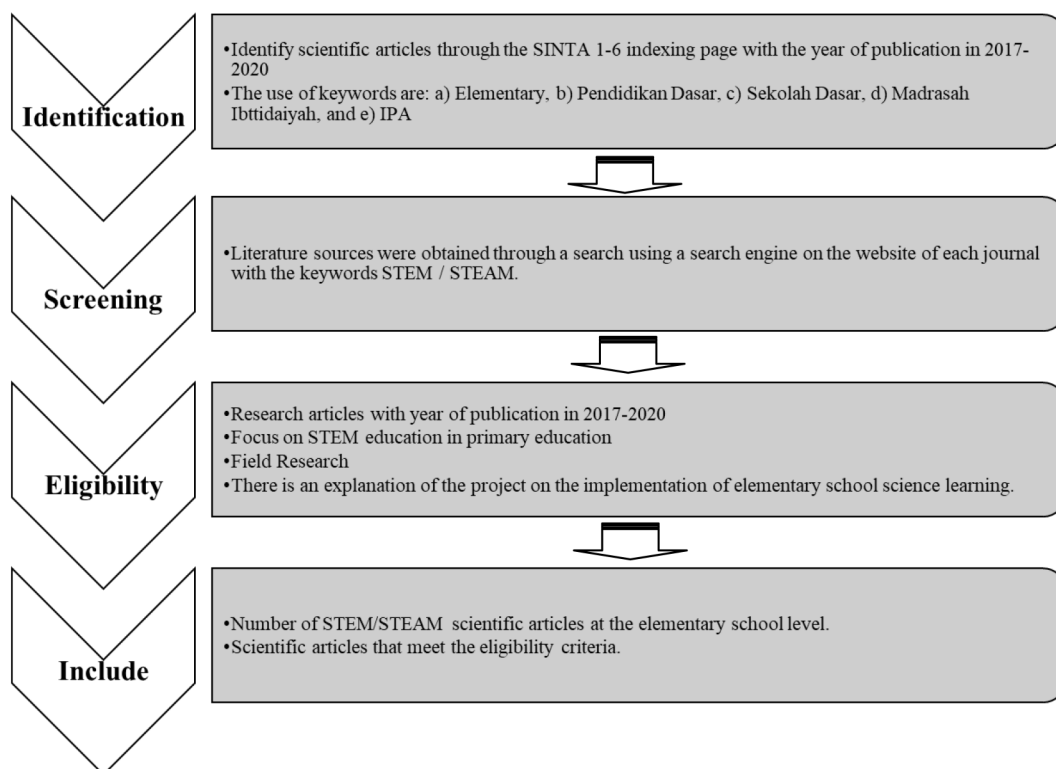 Identification
•Identify scientific articles through the SINTA 1-6 indexing page with the year of publication in 2017-
2020
•The use of keywords are: a) Elementary, b) Pendidikan Dasar, c) Sekolah Dasar, d) Madrasah
Ibttidaiyah, and e) IPA
Screening
•Literature sources were obtained through a search using a search engine on the website of each journal
with the keywords STEM / STEAM.
Eligibility
•Research articles with year of publication in 2017-2020
•Focus on STEM education in primary education
•Field Research
•There is an explanation of the project on the implementation of elementary school science learning.
Include
•Number of STEM/STEAM scientific articles at the elementary school level.
•Scientific articles that meet the eligibility criteria.